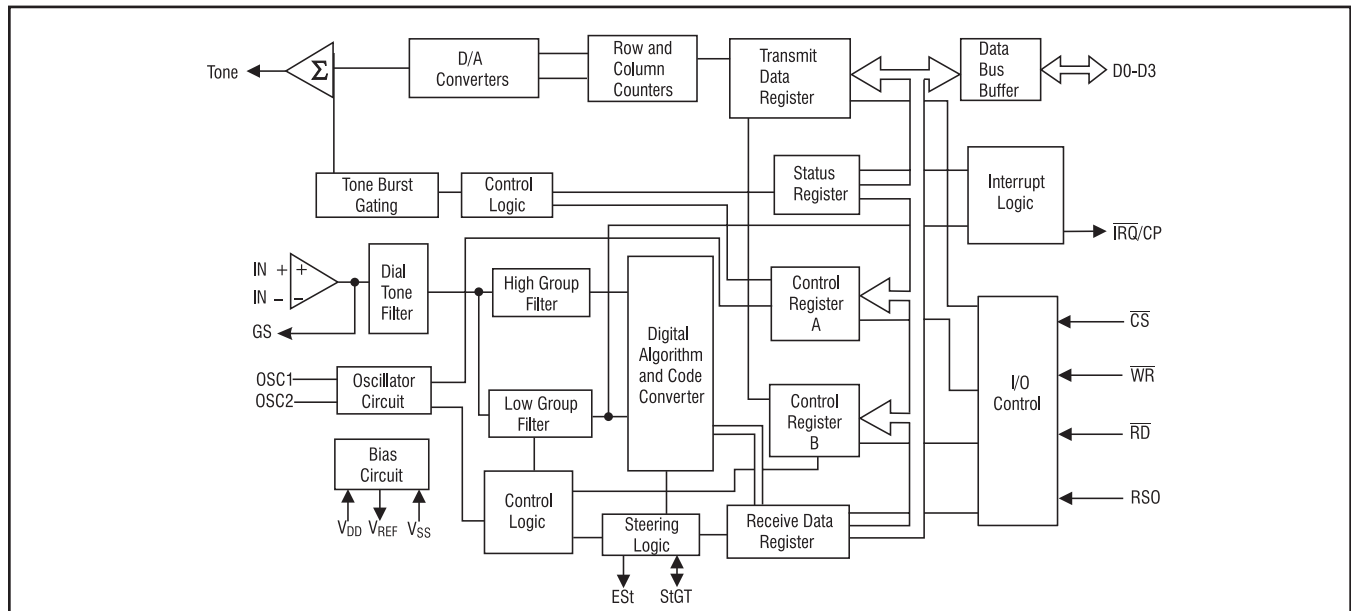 Tone
Σ
D/A
Converters
Row and
Column
Counters
Transmit
Data
Register
Data
Bus
Buffer
D0-D3
Tone Burst
Gating
Control
Logic
Status
Register
Interrupt
Logic
IRQ/CP
IN +
+
IN -
-
GS
Dial
Tone
Filter
High Group
Filter
Digital
Algorithm
and Code
Converter
Control
Register
A
I/O
Control
CS
WR
RD
RSO
OSC1
OSC2
Oscillator
Circuit
Low Group
Filter
Control
Register
B
Bias
Circuit
VDD
VREF
VSS
Control
Logic
Steering
Logic
Receive Data
Register
ESt
StGT